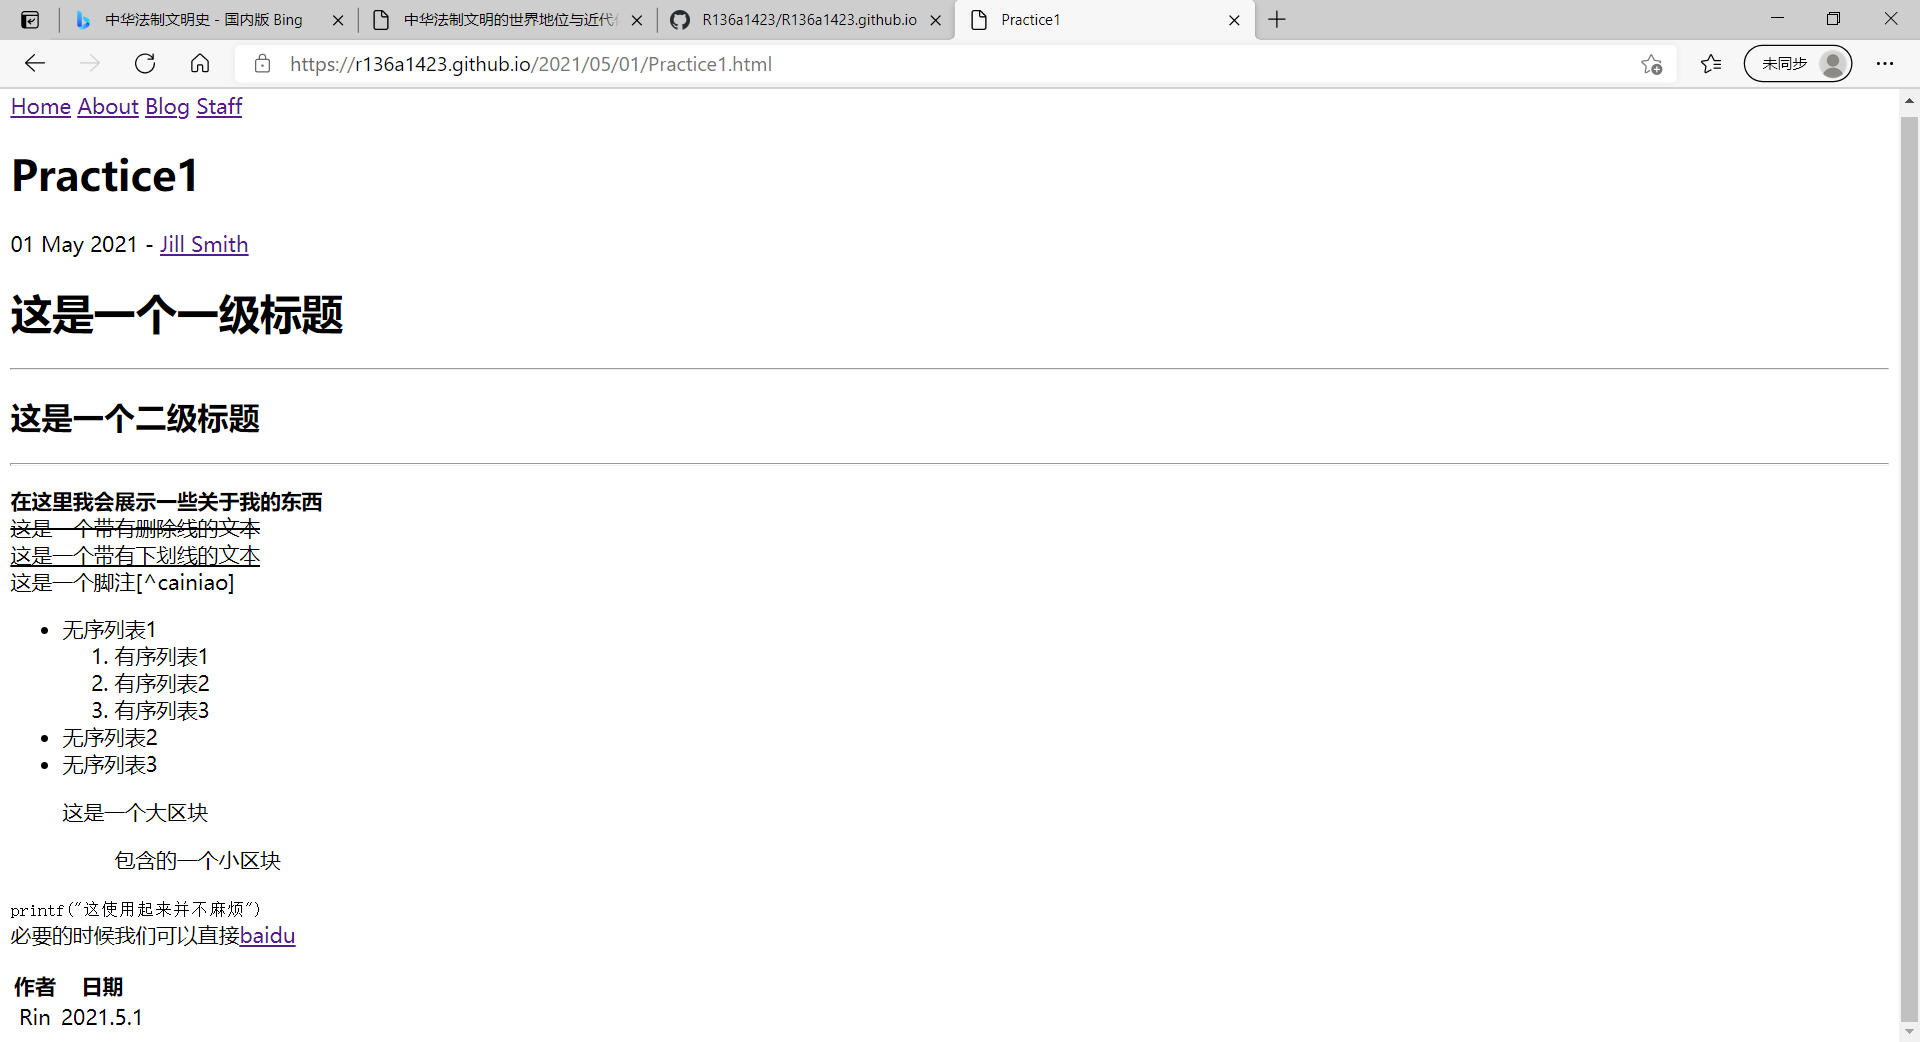 中华法制文明史 - 国内版 Bing
中华法制文明的世界地位与近代
R136a1423/R136a1423.github.io
Practice1
https://r136a1423.github.io/2021/05/01/Practice1.html
未同步
Home About Blog Staff
Practice1
01 May 2021 - Jill Smith
这是一个一级标题
这是一个二级标题
在这里我会展示一些关于我的东西
这是一个带有删除线的文本
这是一个带有下划线的文本
这是一个脚注[^cainiao]
• 无序列表1
1. 有序列表1
2. 有序列表2
3. 有序列表3
• 无序列表2
• 无序列表3
这是一个大区块
包含的一个小区块
printf("这使用起来并不麻烦")
必要的时候我们可以直接baidu
作者 日期
Rin 2021.5.1